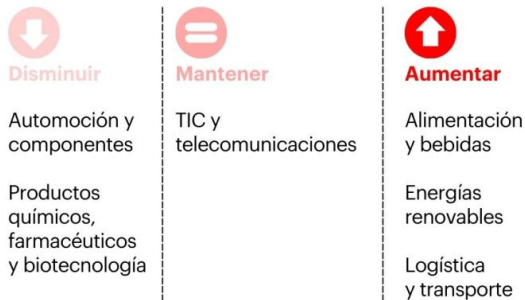 Disminuir
Automoción y
componentes
Productos
químicos,
farmacéuticos
y biotecnología
Mantener
TIC y
telecomunicaciones
Aumentar
Alimentación
y bebidas
Energías
renovables
Logística
y transporte